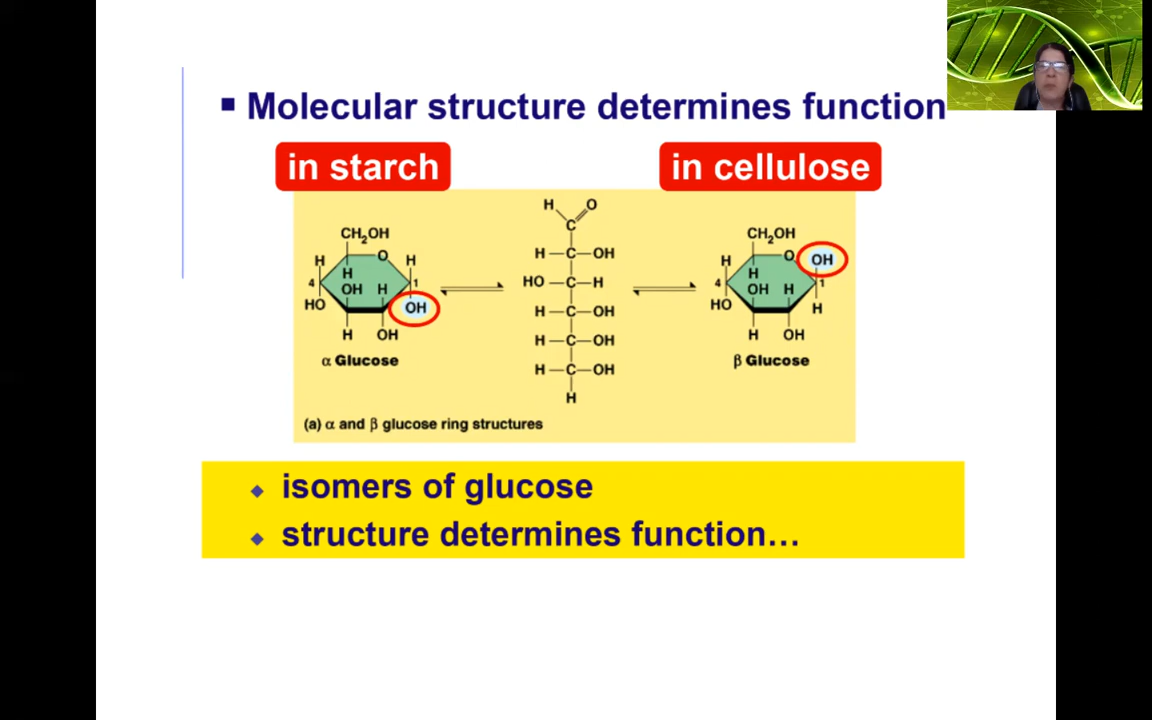 ▪ Molecular structure determines function
in starch
in cellulose
CH2OH
H
O
H
H
4
OH
H
1
HO
OH
H
OH
α Glucose
H
O
C
H—C—OH
HO—C—H
H—C—OH
H—C—OH
H—C—OH
H
CH2OH
H
O
OH
H
4
OH
H
1
HO
H
H
OH
β Glucose
(a) α and β glucose ring structures
◆ isomers of glucose
◆ structure determines function…